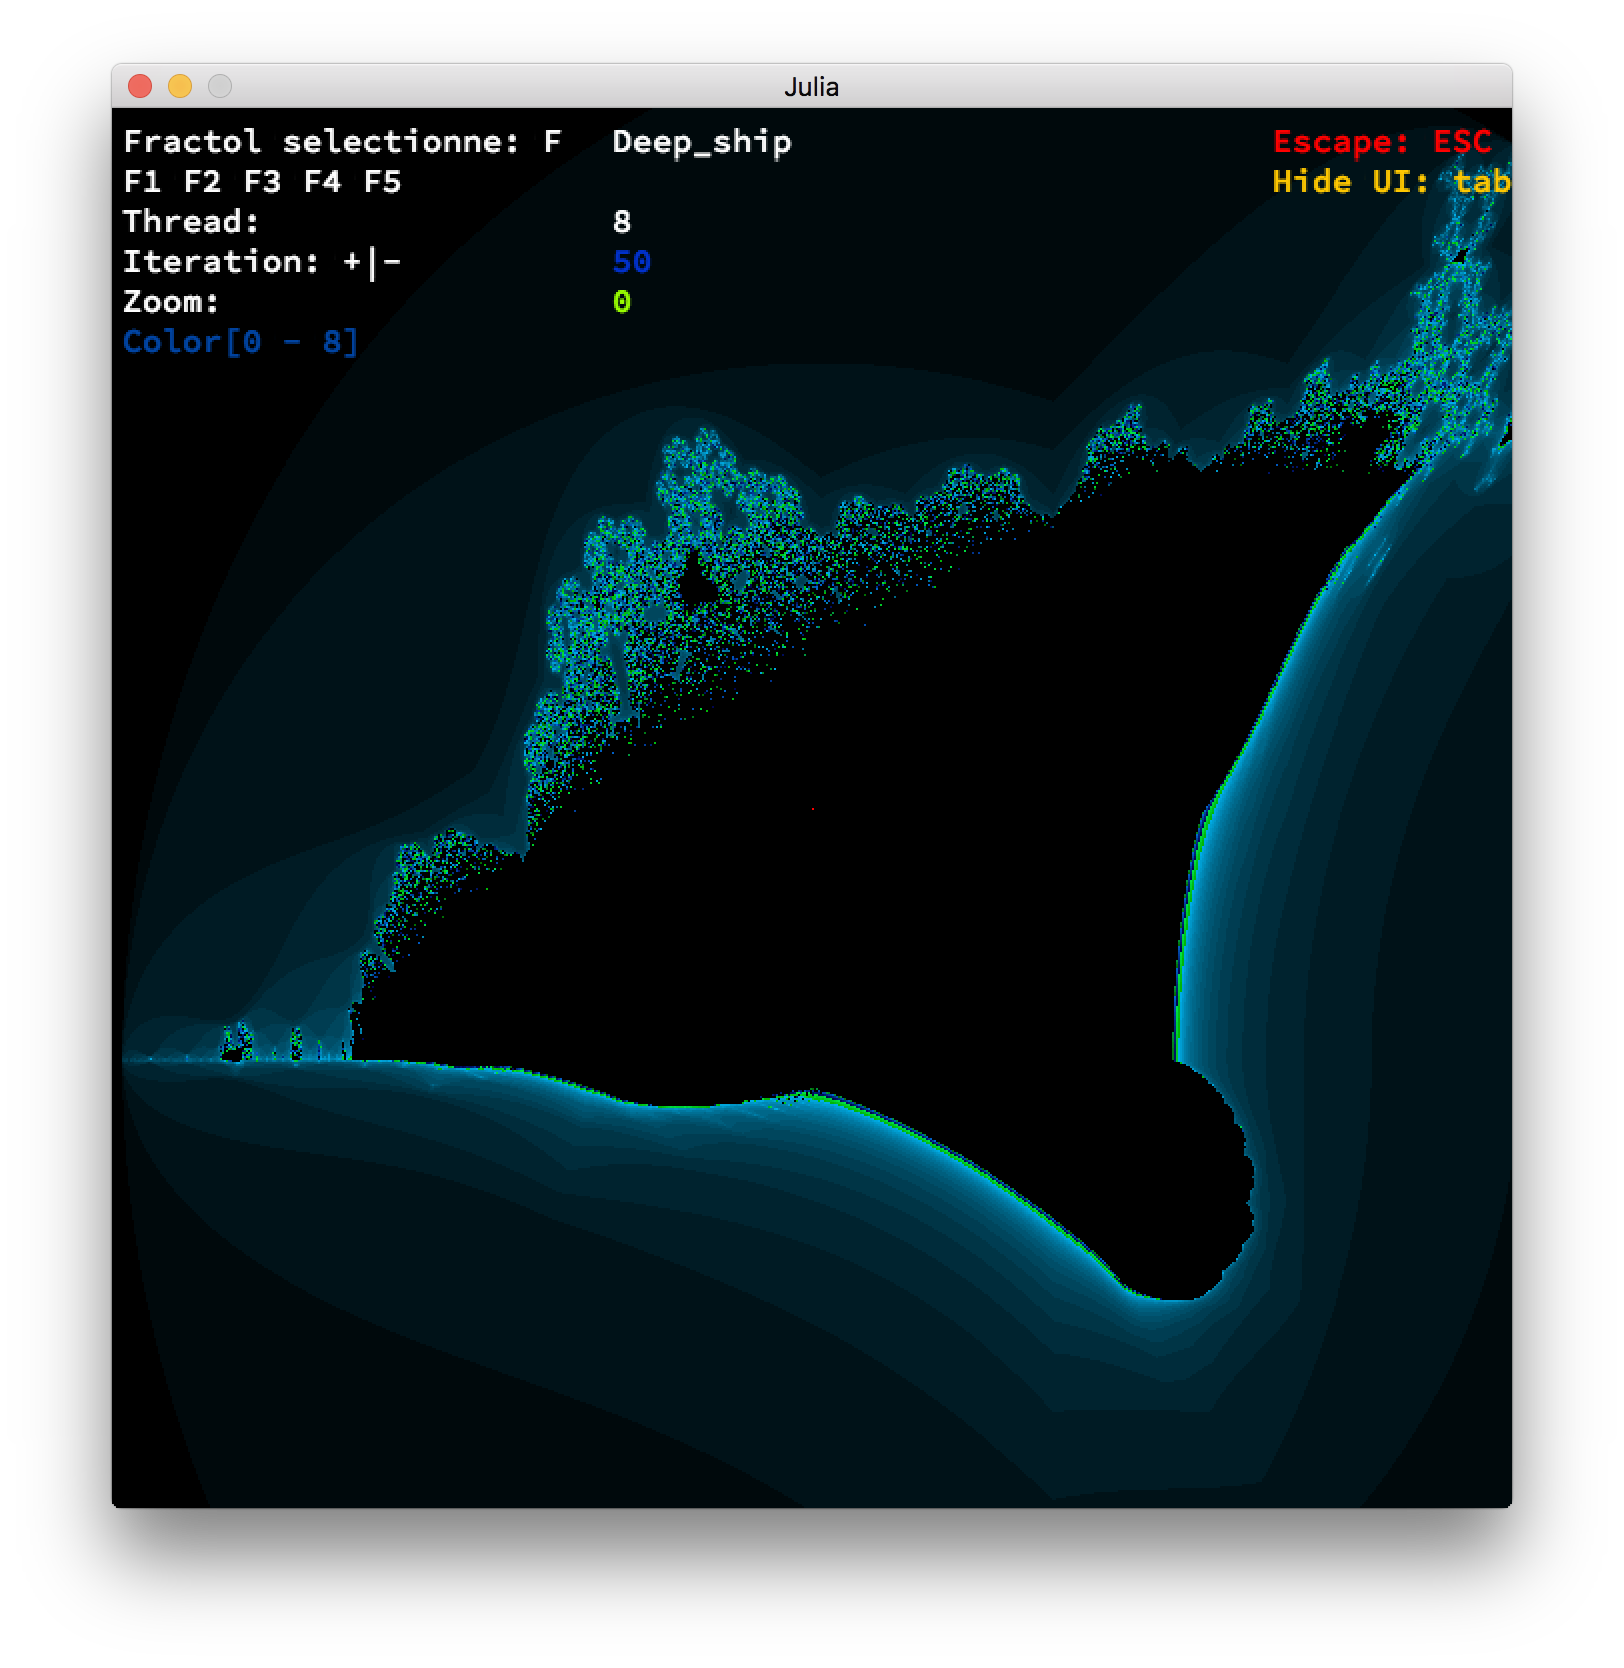 Julia
Fractol selectionne: F Deep_ship Escape: ESC
F1 F2 F3 F4 F5 Hide UI: tab
Thread: 8
Iteration: +|- 50
Zoom: 0
Color[0 - 8]